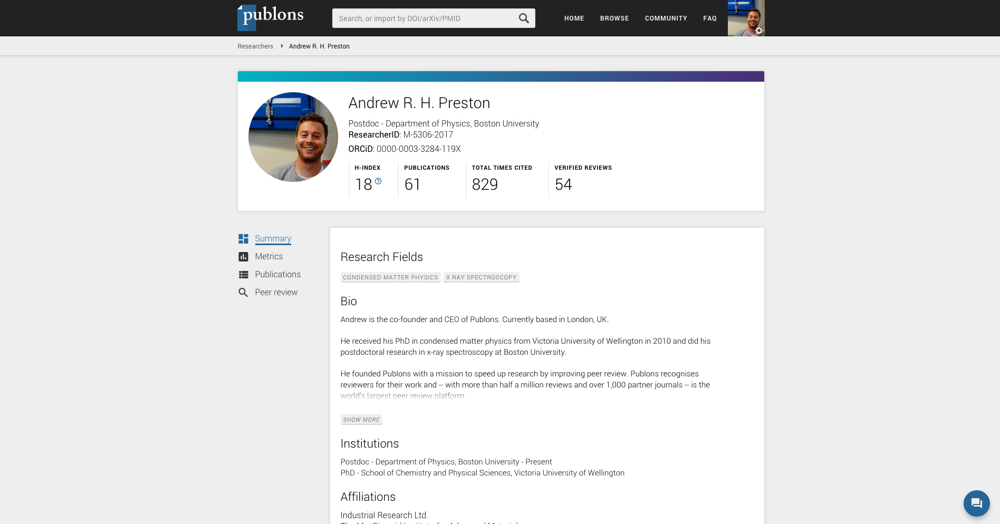 publons
Search, or import by DOI/arXiv/PMID
HOME
BROWSE
COMMUNITY
FAQ
Researchers
Andrew R. H. Preston
Andrew R. H. Preston
Postdoc - Department of Physics, Boston University
ResearcherID: M-5306-2017
ORCiD: 0000-0003-3284-119X
H-INDEX
18
PUBLICATIONS
61
TOTAL TIMES CITED
829
VERIFIED REVIEWS
54
Summary
Metrics
Publications
Peer review
Research Fields
CONDENSED MATTER PHYSICS
X RAY SPECTROSCOPY
Bio
Andrew is the co-founder and CEO of Publons. Currently based in London, UK.
He received his PhD in condensed matter physics from Victoria University of Wellington in 2010 and did his
postdoctoral research in x-ray spectroscopy at Boston University.
He founded Publons with a mission to speed up research by improving peer review. Publons recognises
reviewers for their work and -- with more than half a million reviews and over 1,000 partner journals -- is the
world's largest peer review platform.
SHOW MORE
Institutions
Postdoc - Department of Physics, Boston University - Present
PhD - School of Chemistry and Physical Sciences, Victoria University of Wellington
Affiliations
Industrial Research Ltd.